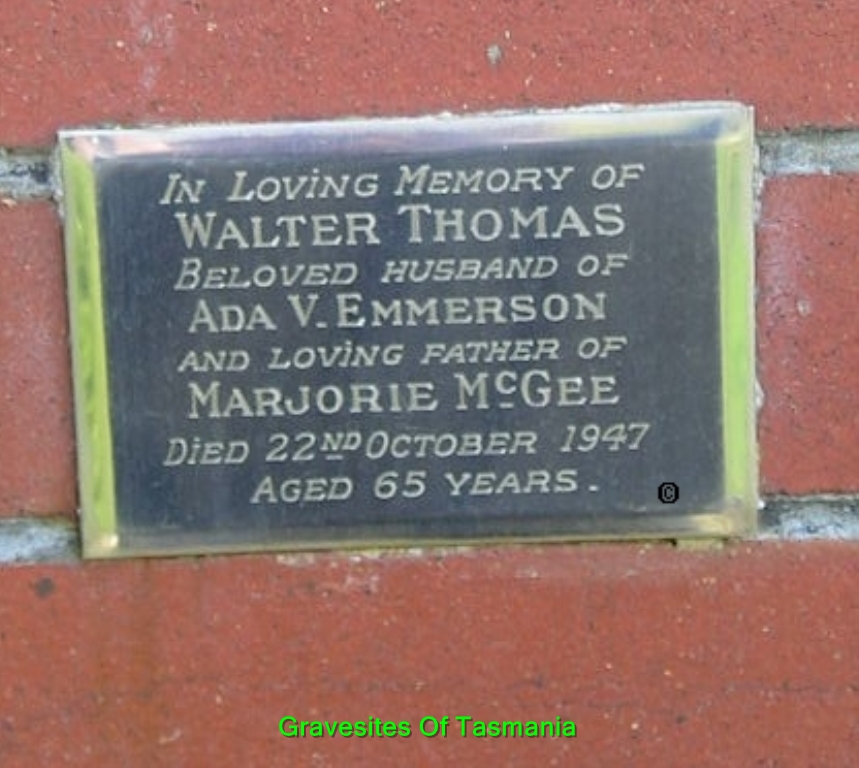 IN LOVING MEMORY OF
WALTER THOMAS
BELOVED HUSBAND OF
ADA V. EMMERSON
AND LOVING FATHER OF
MARJORIE McGEE
DIED 22ND OCTOBER 1947
AGED 65 YEARS.
©
Gravesites Of Tasmania